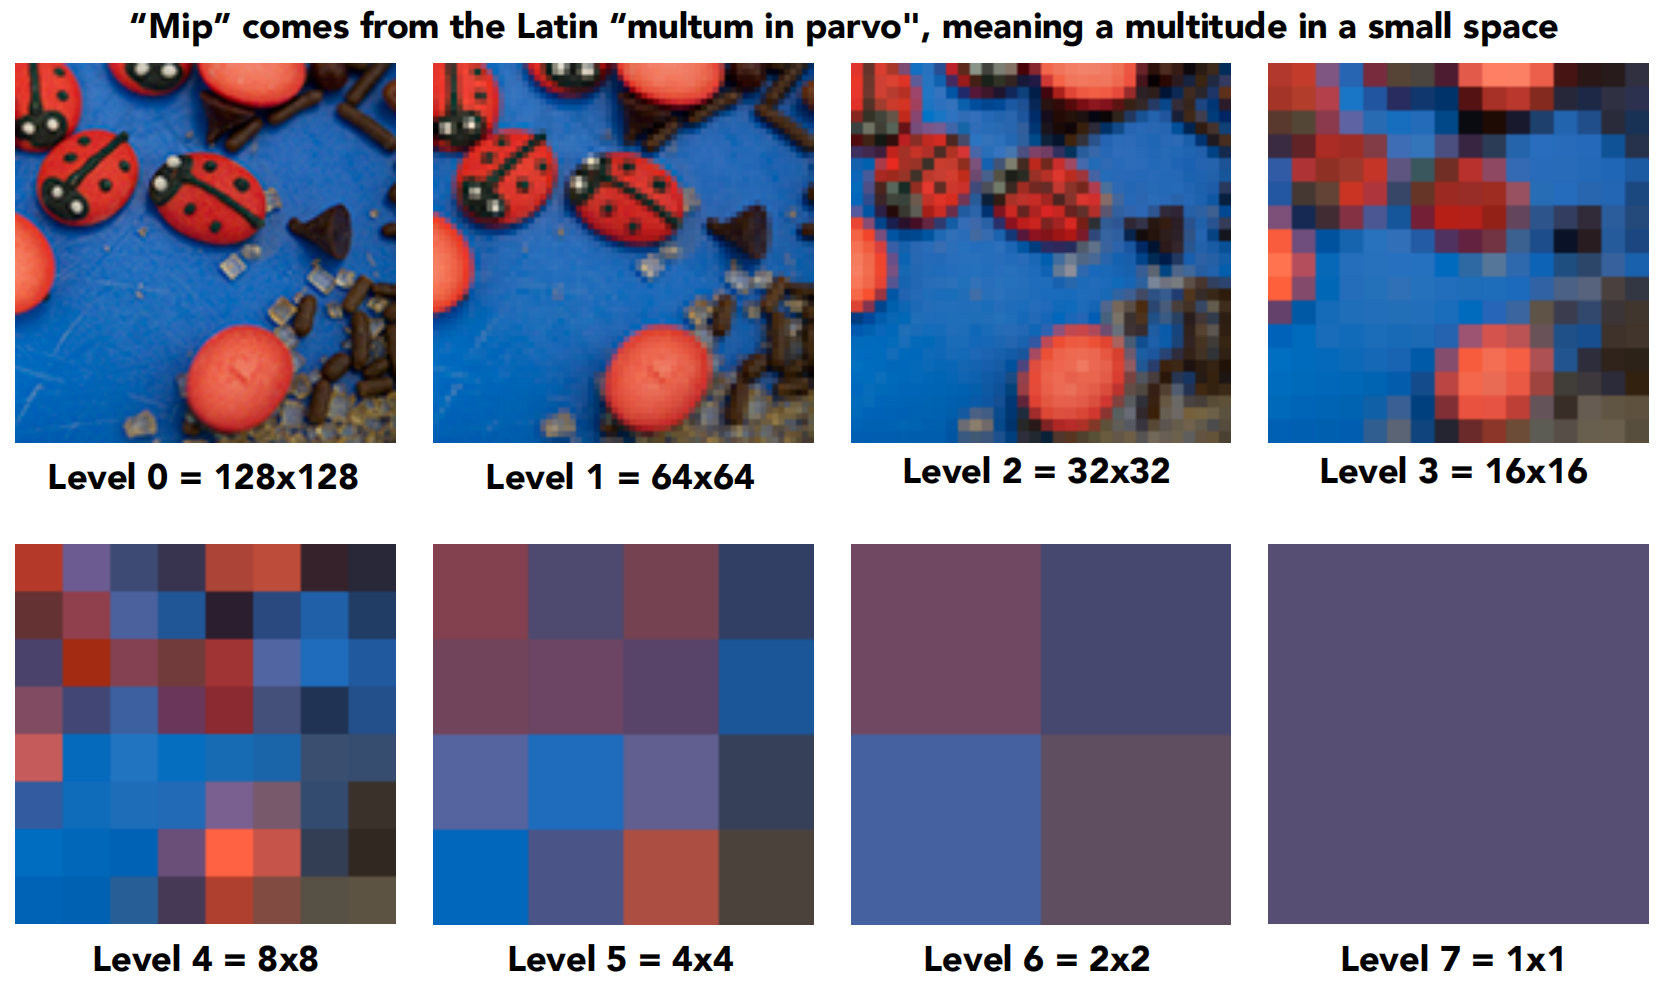 “Mip” comes from the Latin “multum in parvo", meaning a multitude in a small space
Level 0 = 128x128
Level 1 = 64x64
Level 2 = 32x32
Level 3 = 16x16
Level 4 = 8x8
Level 5 = 4x4
Level 6 = 2x2
Level 7 = 1x1